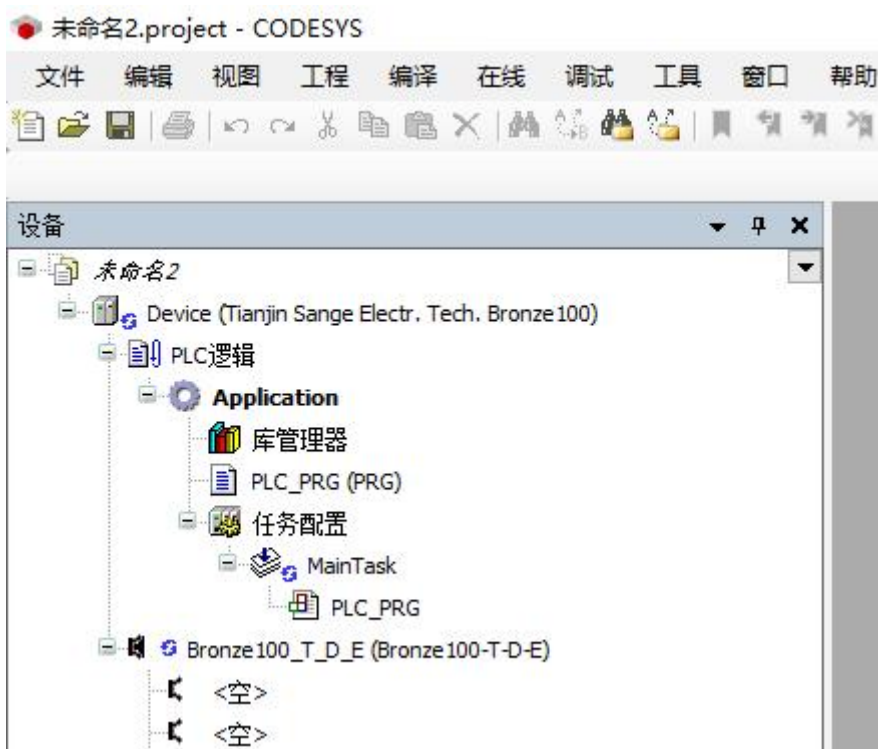 未命名2.project - CODESYS
文件 编辑 视图 工程 编译 在线 调试 工具 窗口 帮助
设备
未命名2
Device (Tianjin Sange Electr. Tech. Bronze100)
PLC逻辑
Application
库管理器
PLC_PRG (PRG)
任务配置
MainTask
PLC_PRG
Bronze100_T_D_E (Bronze100-T-D-E)
<空>
<空>